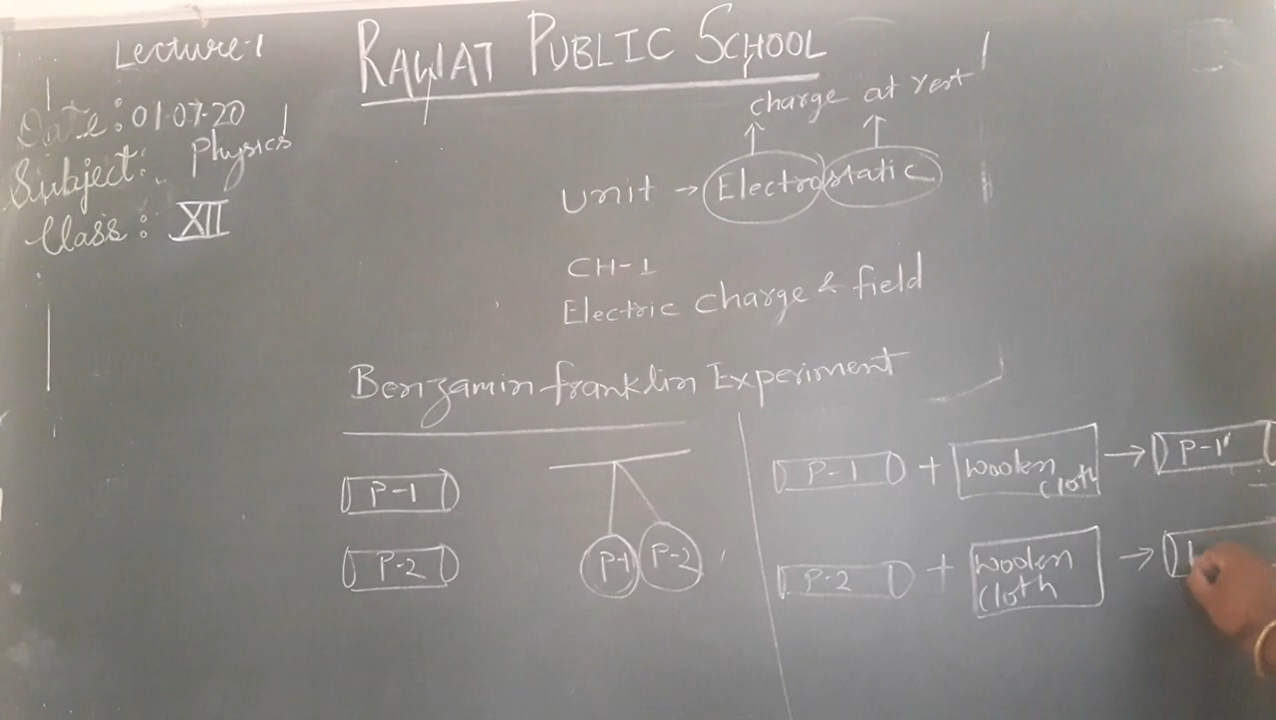 Lecture-1
RAWAT PUBLIC SCHOOL
Date: 01-07-20
Subject: Physics
Class: XII
charge at rest
unit → Electrostatic
CH-1
Electric charge & field
Benzamin franklin Experiment
P-1
P-2
P-1 P-2
P-1 + Woolen cloth → P-1'
P-2 + woolen cloth →